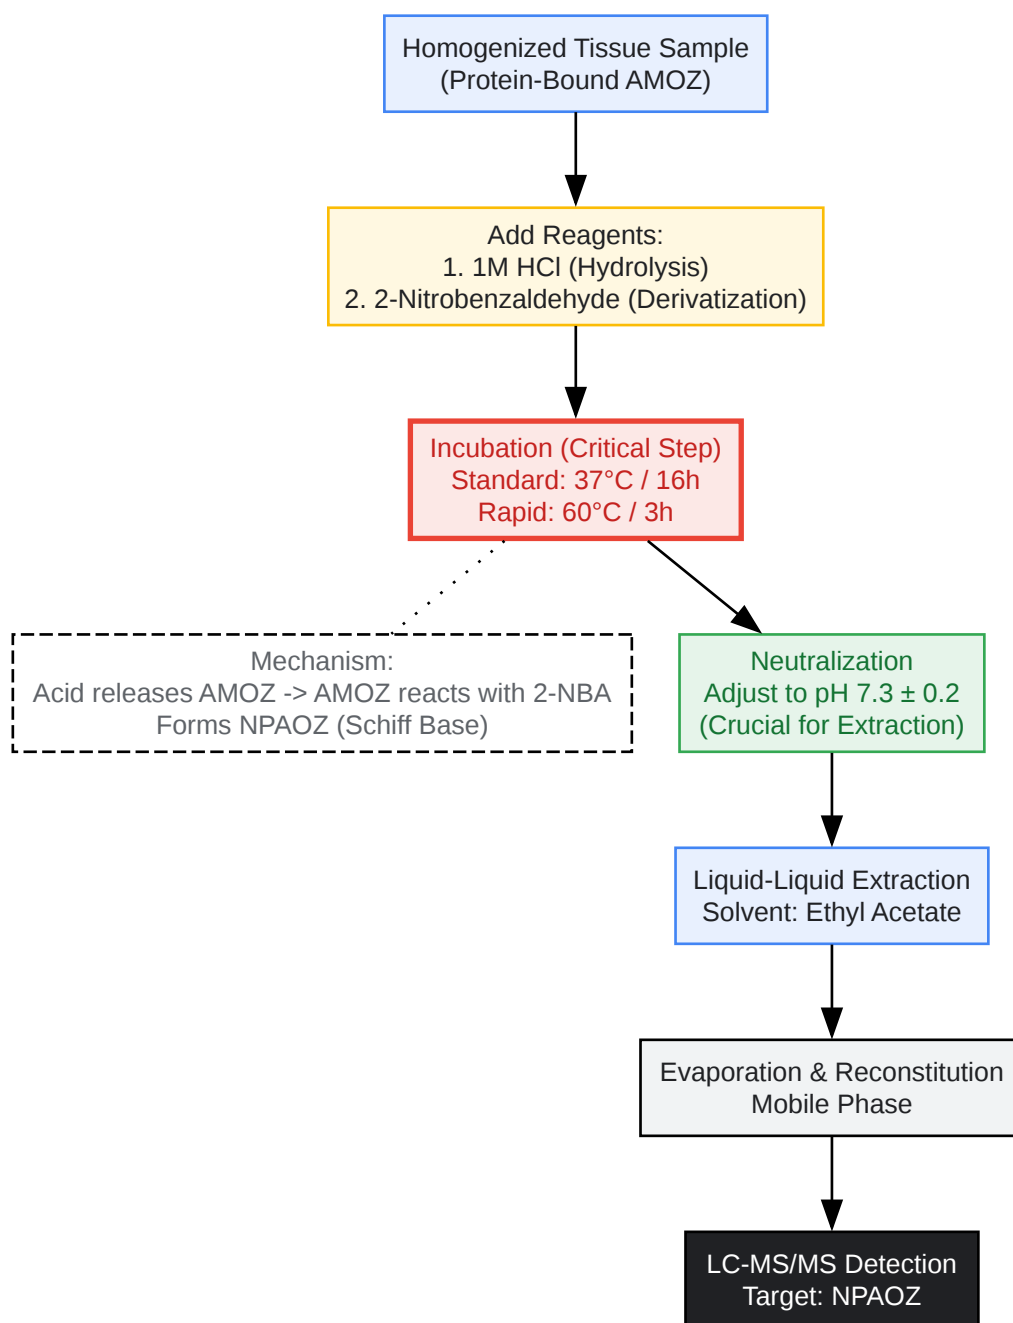 Homogenized Tissue Sample
(Protein-Bound AMOZ)
Add Reagents:
1. 1M HCl (Hydrolysis)
2. 2-Nitrobenzaldehyde (Derivatization)
Incubation (Critical Step)
Standard: 37°C / 16h
Rapid: 60°C / 3h
Mechanism:
Acid releases AMOZ -> AMOZ reacts with 2-NBA
Forms NPAOZ (Schiff Base)
Neutralization
Adjust to pH 7.3 ± 0.2
(Crucial for Extraction)
Liquid-Liquid Extraction
Solvent: Ethyl Acetate
Evaporation & Reconstitution
Mobile Phase
LC-MS/MS Detection
Target: NPAOZ